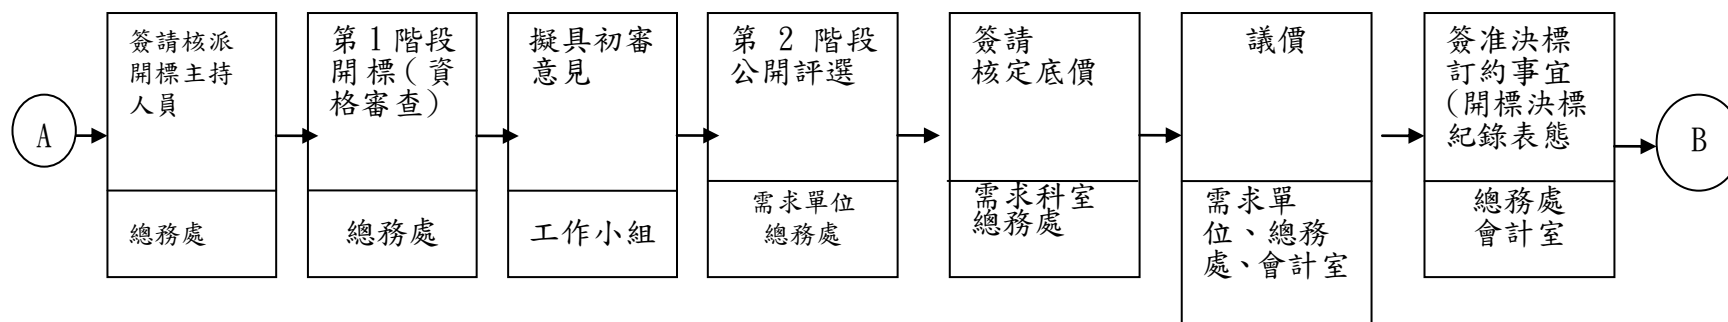 A
簽請核派
開標主持
人員
總務處
第1階段
開標(資
格審查)
總務處
擬具初審
意見
工作小組
第 2 階段
公開評選
需求單位
總務處
簽請
核定底價
需求科室
總務處
議價
需求單
位、總務
處、會計室
簽准決標
訂約事宜
(開標決標
紀錄表態
總務處
會計室
B